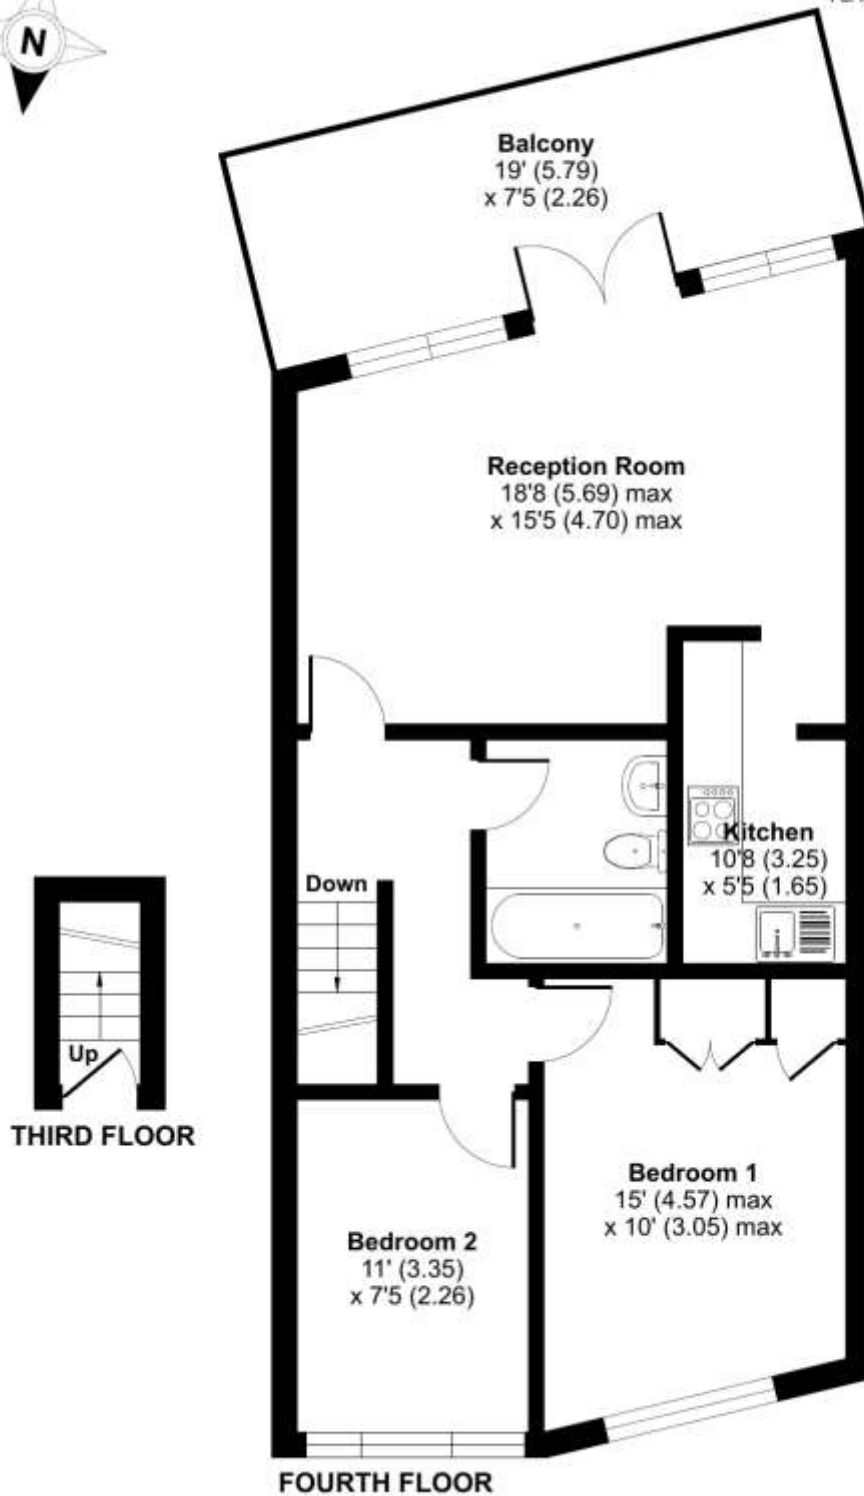 N
Balcony
19' (5.79)
x 7'5 (2.26)
Reception Room
18'8 (5.69) max
x 15'5 (4.70) max
Kitchen
10'8 (3.25)
x 5'5 (1.65)
Down
Up
THIRD FLOOR
Bedroom 1
15' (4.57) max
x 10' (3.05) max
Bedroom 2
11' (3.35)
x 7'5 (2.26)
FOURTH FLOOR